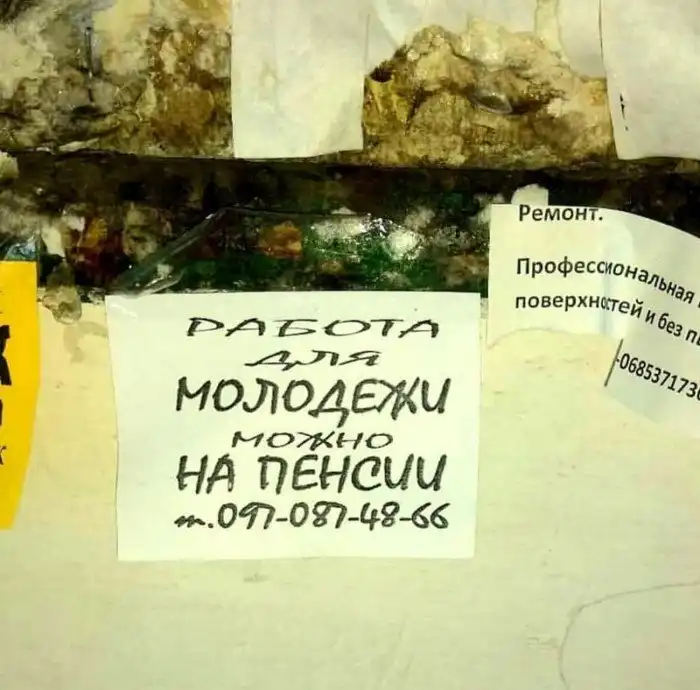 РАБОТА
для
МОЛОДЕЖИ
МОЖНО
НА ПЕНСИИ
т.097-087-48-66
Ремонт.
Профессиональная
поверхностей и без